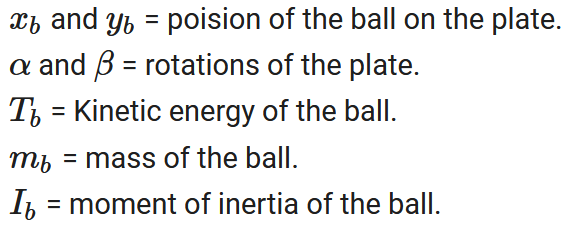 x_b and y_b = poision of the ball on the plate.
α and β = rotations of the plate.
T_b = Kinetic energy of the ball.
m_b = mass of the ball.
I_b = moment of inertia of the ball.